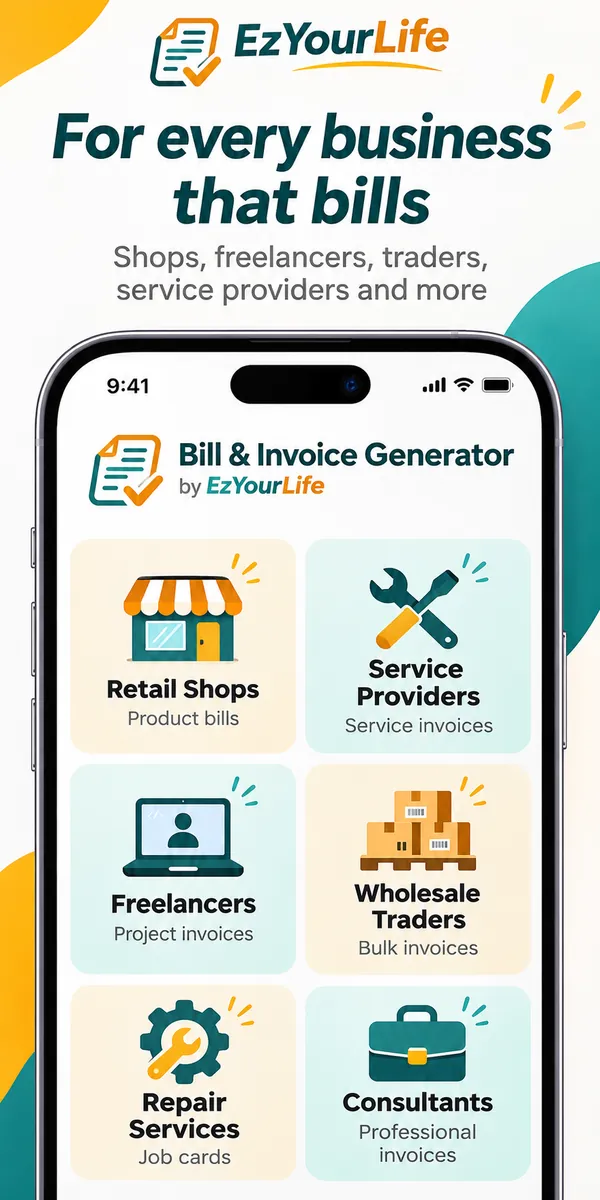 EzYourLife
For every business
that bills
Shops, freelancers, traders,
service providers and more
9:41
Bill & Invoice Generator
by EzYourLife
Retail Shops
Product bills
Service
Providers
Service invoices
Freelancers
Project invoices
Wholesale
Traders
Bulk invoices
Repair
Services
Job cards
Consultants
Professional
invoices